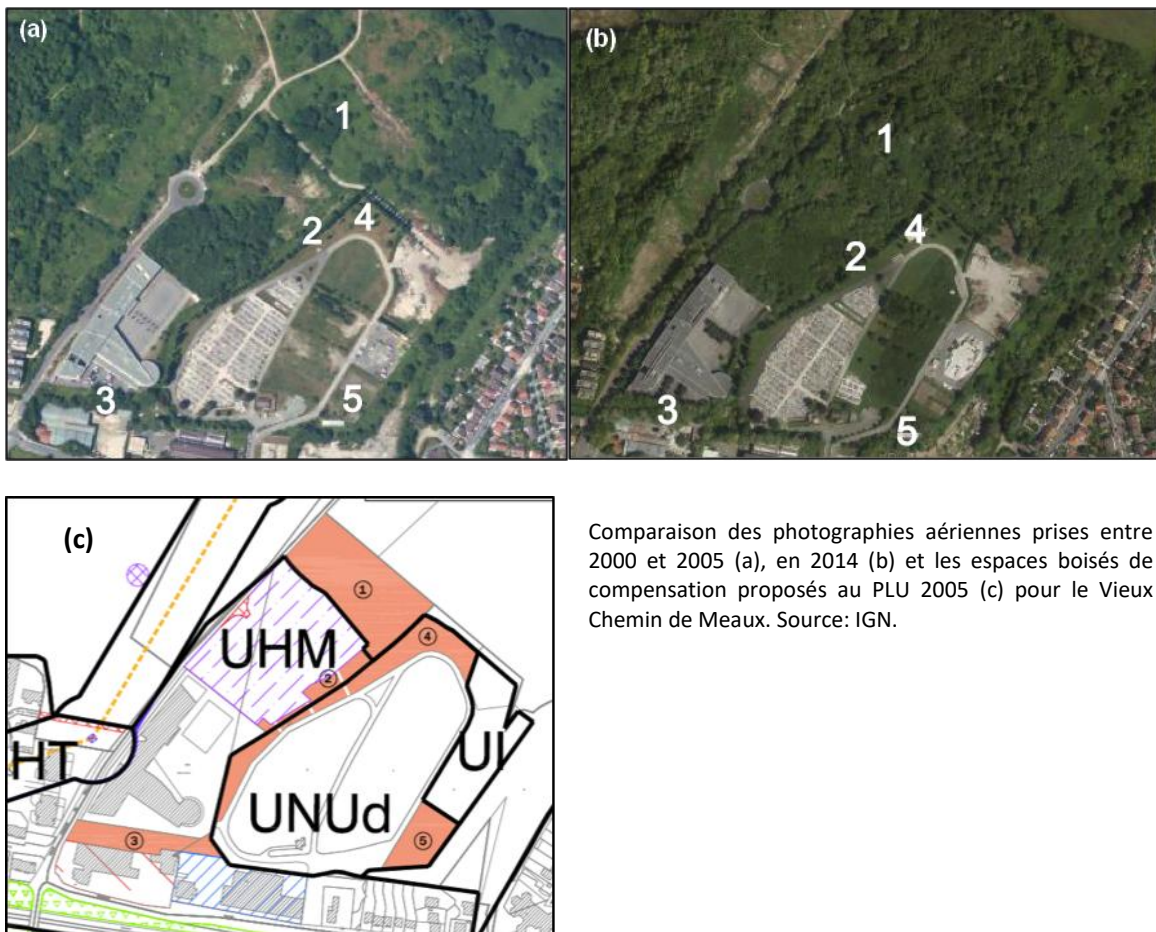 (a)
1
2
4
3
5
(b)
1
4
2
3
5
(c)
①
UHM
④
②
HT
UI
UNUd
③
⑤
Comparaison des photographies aériennes prises entre
2000 et 2005 (a), en 2014 (b) et les espaces boisés de
compensation proposés au PLU 2005 (c) pour le Vieux
Chemin de Meaux. Source: IGN.